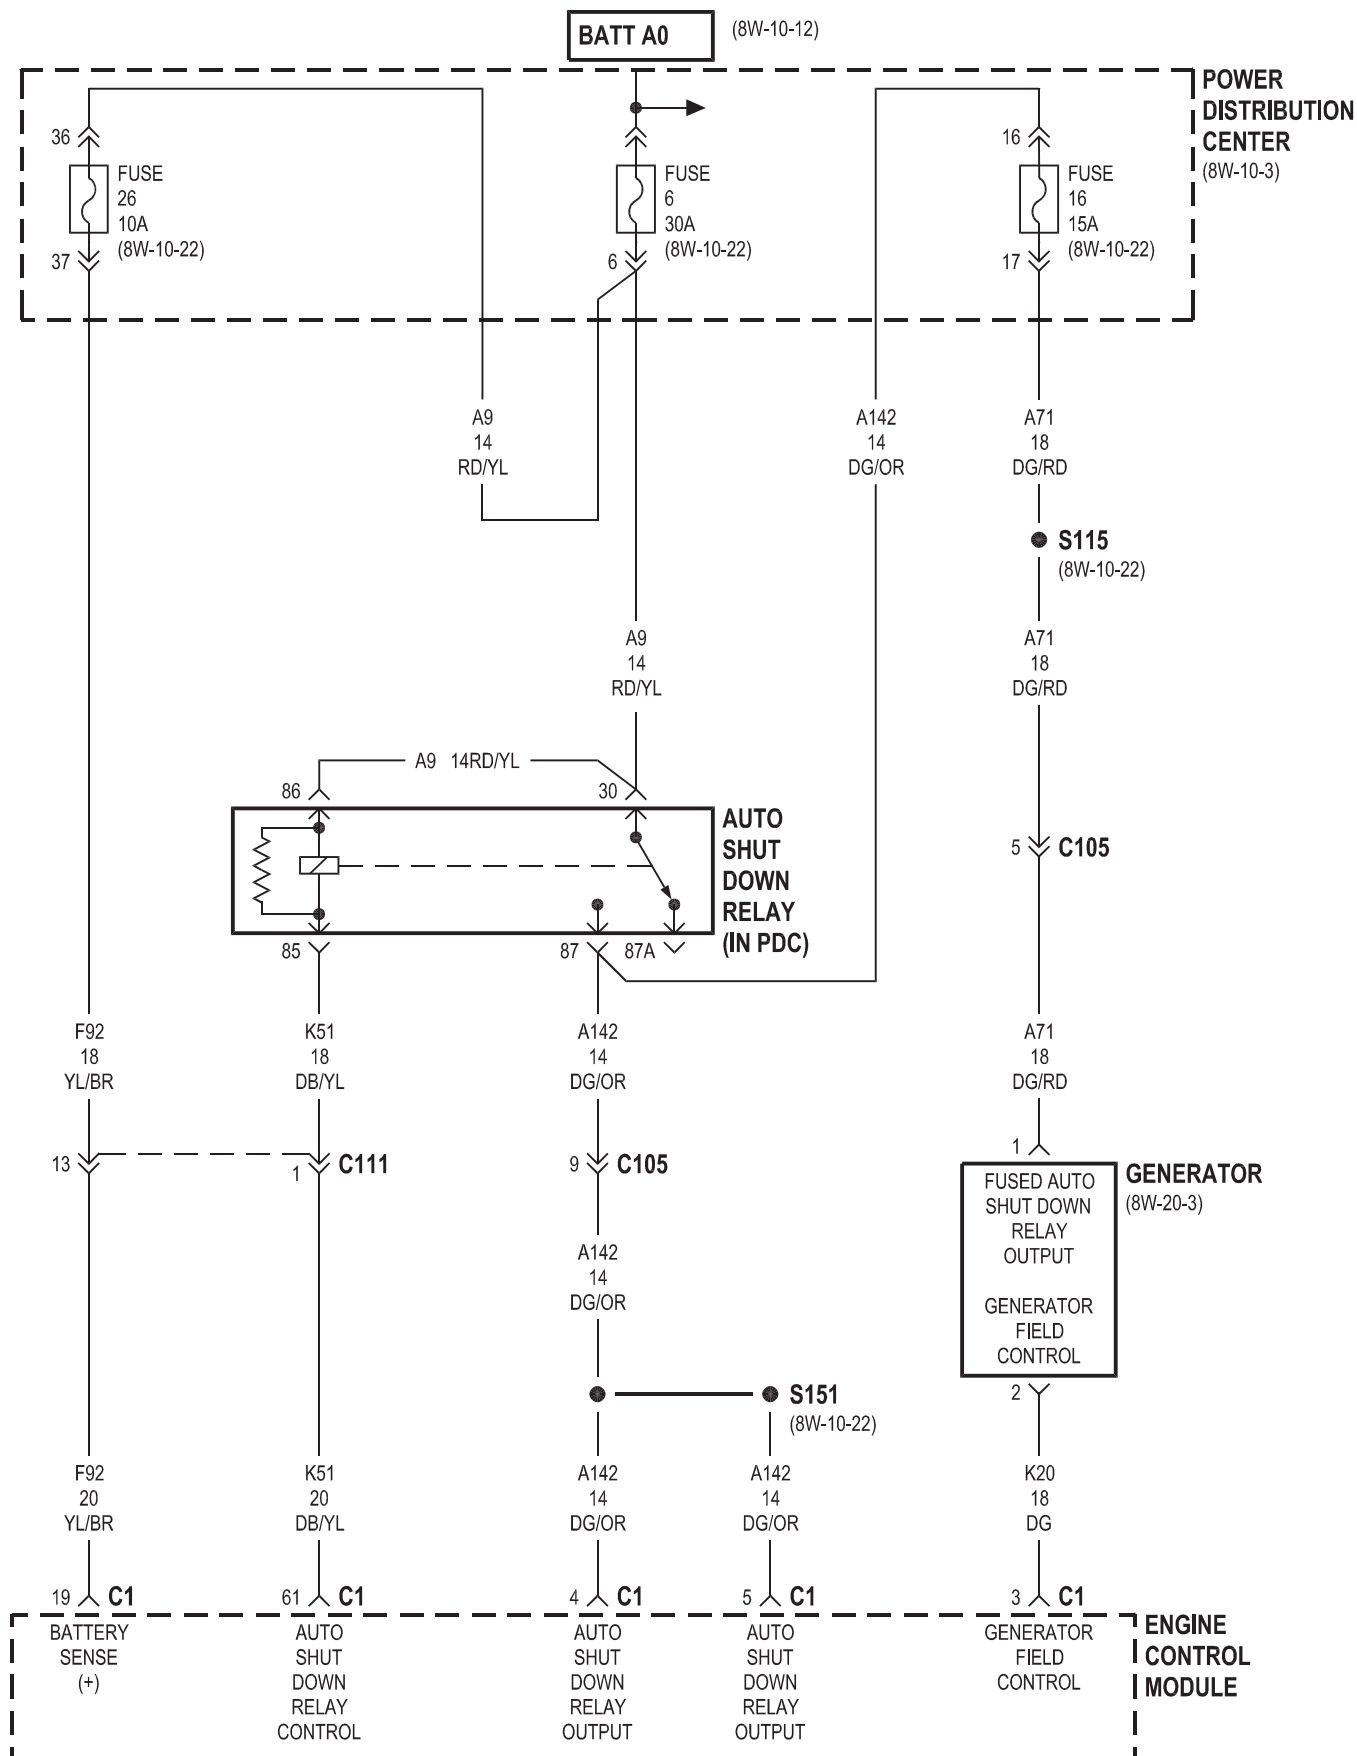 BATT A0
(8W-10-12)
POWER
DISTRIBUTION
CENTER
(8W-10-3)
36
FUSE
26
10A
(8W-10-22)
37
FUSE
6
30A
(8W-10-22)
6
16
FUSE
16
15A
(8W-10-22)
17
A9
14
RD/YL
A142
14
DG/OR
A71
18
DG/RD
S115
(8W-10-22)
A9
14
RD/YL
A71
18
DG/RD
A9 14RD/YL
86
30
AUTO
SHUT
DOWN
RELAY
(IN PDC)
85
87
87A
5
C105
F92
18
YL/BR
K51
18
DB/YL
A142
14
DG/OR
A71
18
DG/RD
13
1
C111
9
C105
1
FUSED AUTO
SHUT DOWN
RELAY
OUTPUT
GENERATOR
FIELD
CONTROL
GENERATOR
(8W-20-3)
2
A142
14
DG/OR
S151
(8W-10-22)
F92
20
YL/BR
K51
20
DB/YL
A142
14
DG/OR
A142
14
DG/OR
K20
18
DG
19 C1
61 C1
4 C1
5 C1
3 C1
BATTERY
SENSE
(+)
AUTO
SHUT
DOWN
RELAY
CONTROL
AUTO
SHUT
DOWN
RELAY
OUTPUT
AUTO
SHUT
DOWN
RELAY
OUTPUT
GENERATOR
FIELD
CONTROL
ENGINE
CONTROL
MODULE